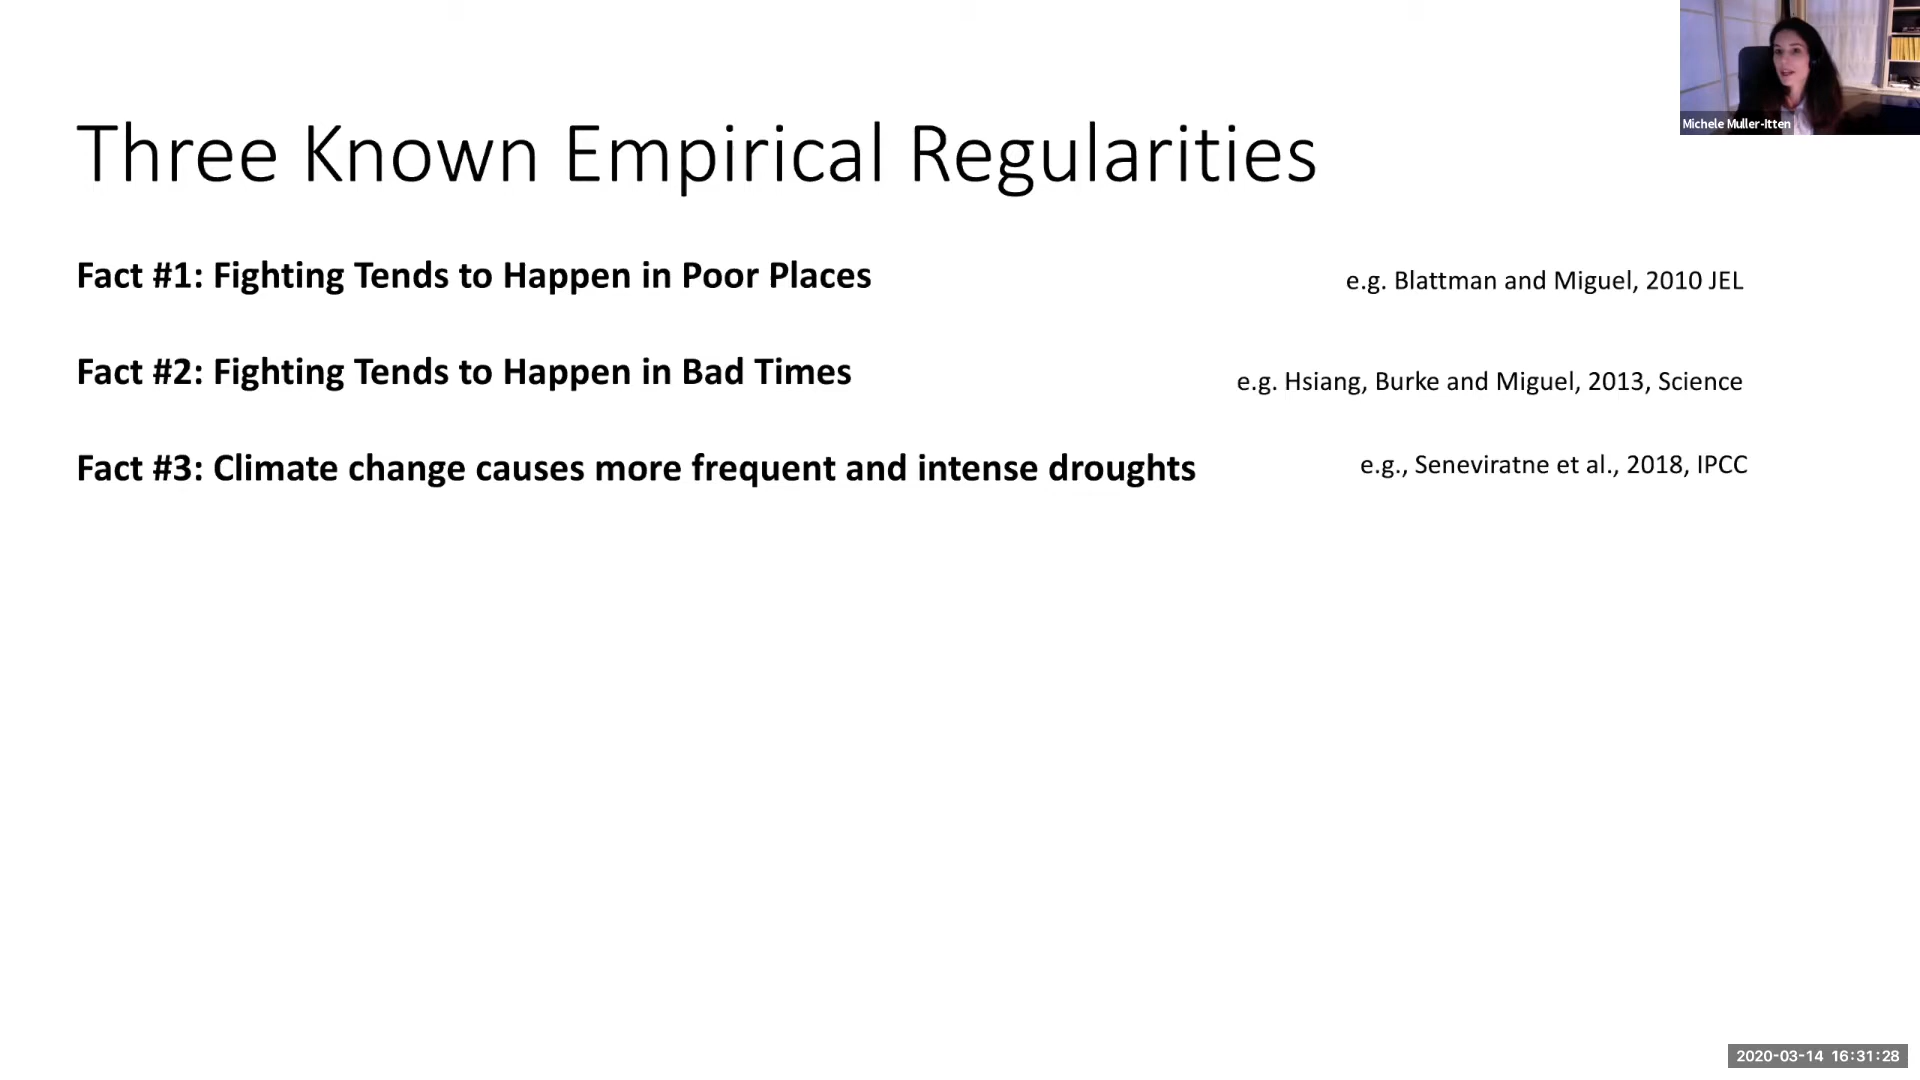 Michele Muller-Itten
Three Known Empirical Regularities
Fact #1: Fighting Tends to Happen in Poor Places
e.g. Blattman and Miguel, 2010 JEL
Fact #2: Fighting Tends to Happen in Bad Times
e.g. Hsiang, Burke and Miguel, 2013, Science
Fact #3: Climate change causes more frequent and intense droughts
e.g., Seneviratne et al., 2018, IPCC
2020-03-14 16:31:28